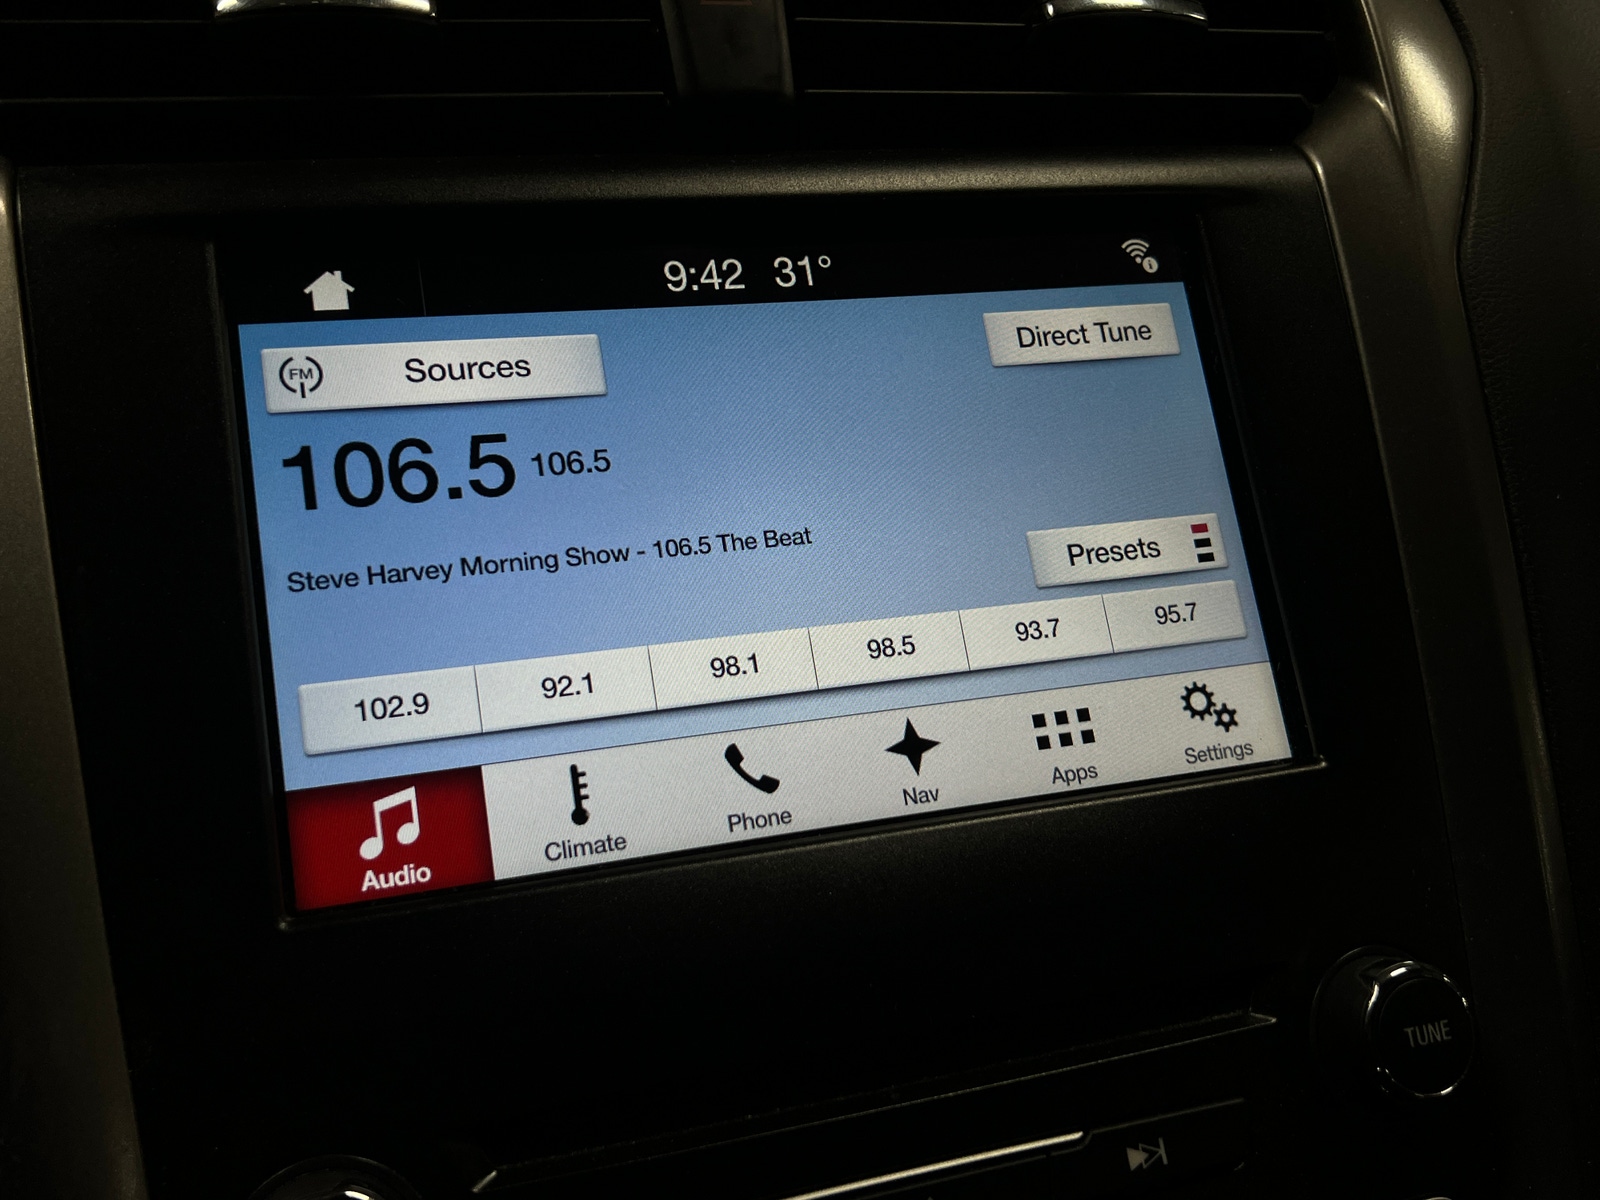 9:42 31°
FM Sources
Direct Tune
106.5 106.5
Steve Harvey Morning Show - 106.5 The Beat
Presets
102.9 92.1 98.1 98.5 93.7 95.7
Audio Climate Phone Nav Apps Settings
TUNE